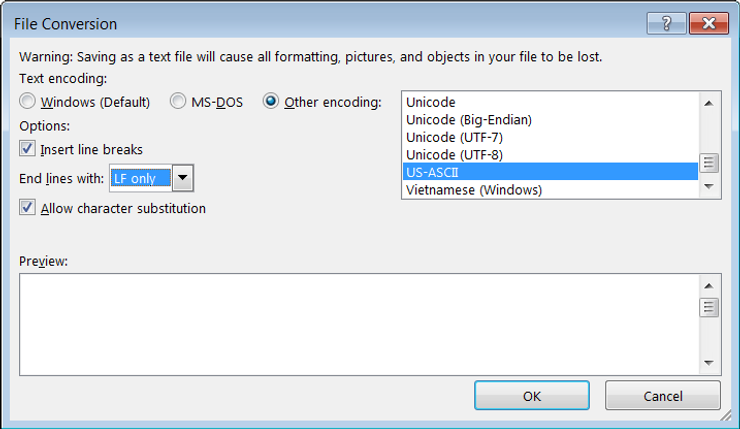 File Conversion
?
Warning: Saving as a text file will cause all formatting, pictures, and objects in your file to be lost.
Text encoding:
Windows (Default) MS-DOS Other encoding:
Unicode
Unicode (Big-Endian)
Unicode (UTF-7)
Unicode (UTF-8)
US-ASCII
Vietnamese (Windows)
Options:
Insert line breaks
End lines with: LF only
Allow character substitution
Preview:
OK Cancel